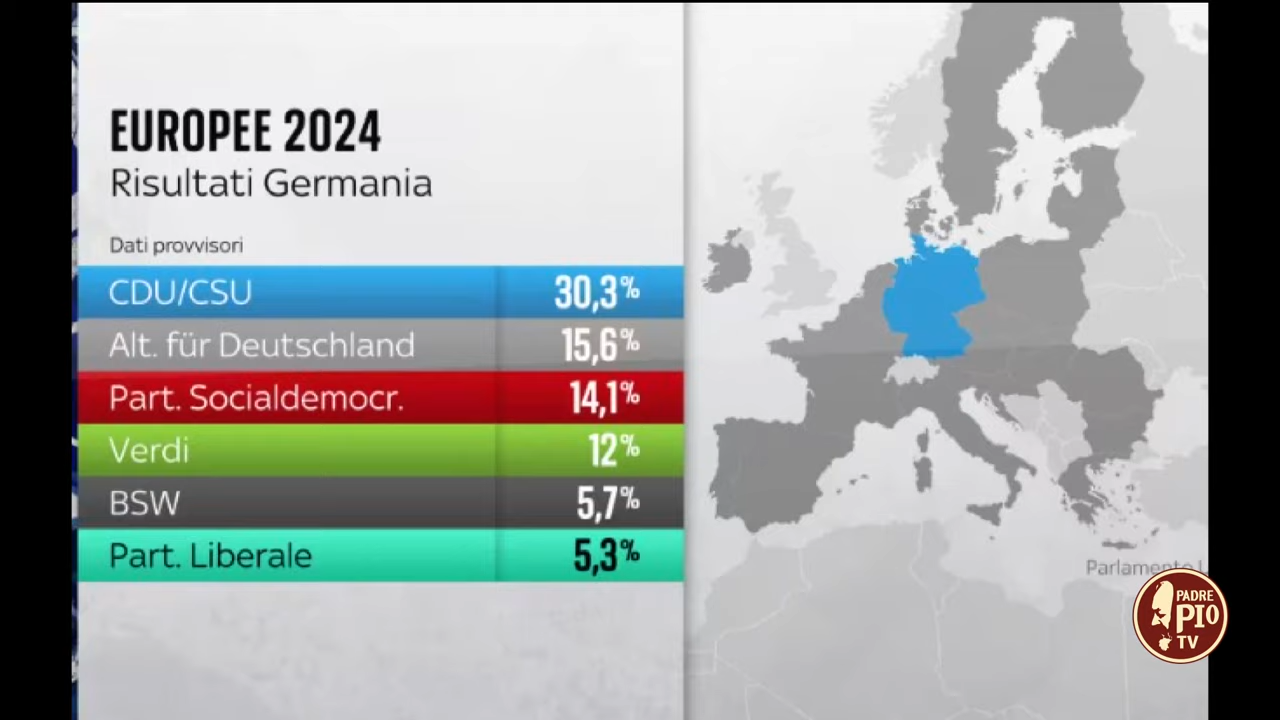 EUROPEE 2024
Risultati Germania
Dati provvisori
CDU/CSU 30,3%
Alt. für Deutschland 15,6%
Part. Socialdemocr. 14,1%
Verdi 12%
BSW 5,7%
Part. Liberale 5,3%
Parlamento
PADRE
PIO
TV